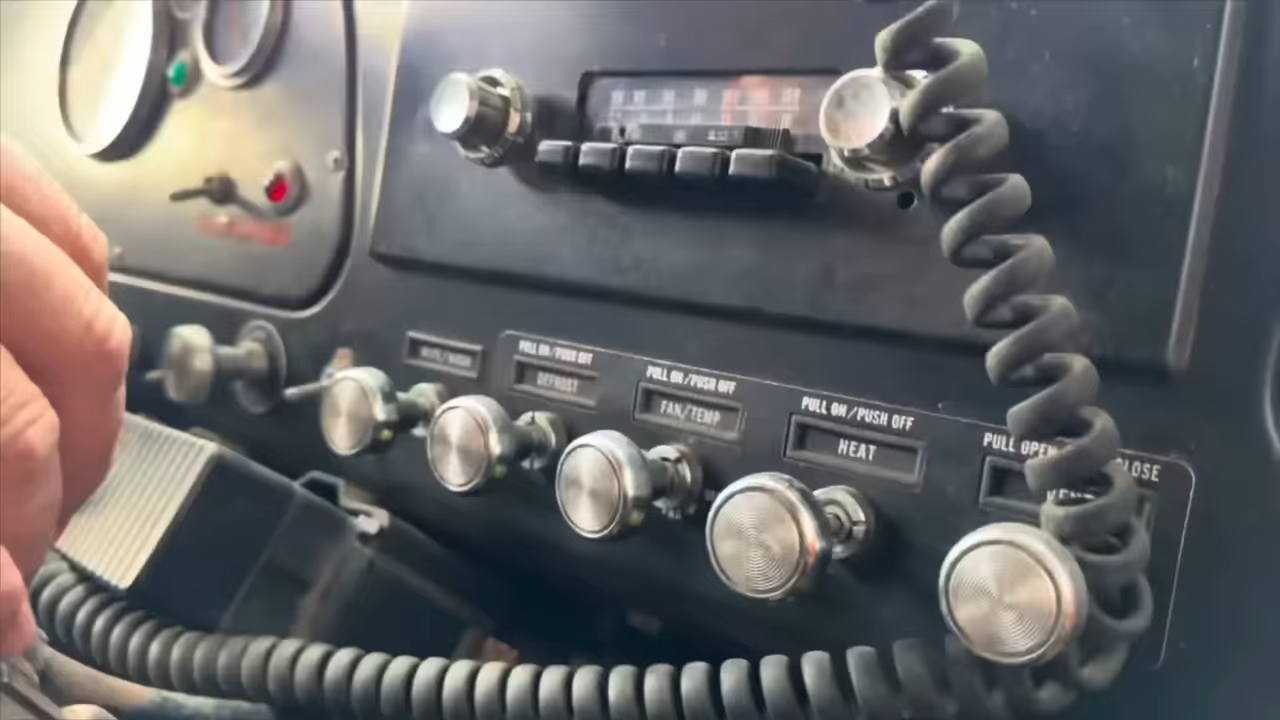 PULL ON/PUSH OFF
DEFROST
PULL ON/PUSH OFF
FAN/TEMP
PULL ON/PUSH OFF
HEAT
PULL OPEN CLOSE
VENT